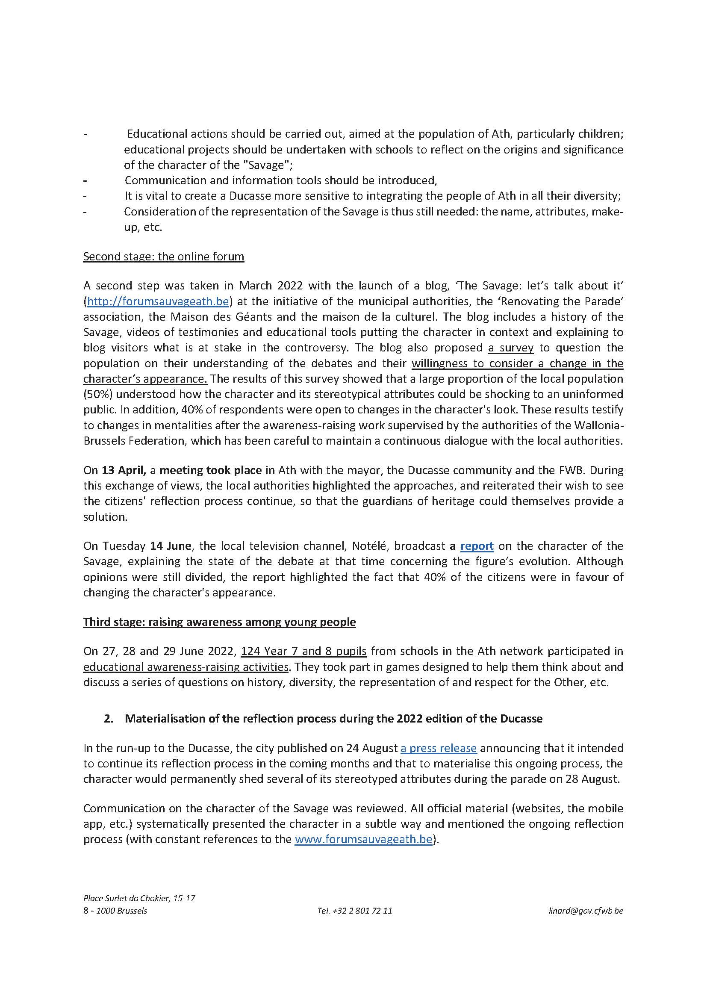 - Educational actions should be carried out, aimed at the population of Ath, particularly children;
educational projects should be undertaken with schools to reflect on the origins and significance
of the character of the "Savage";
- Communication and information tools should be introduced,
- It is vital to create a Ducasse more sensitive to integrating the people of Ath in all their diversity;
- Consideration of the representation of the Savage is thus still needed: the name, attributes, make-
up, etc.
Second stage: the online forum
A second step was taken in March 2022 with the launch of a blog, ‘The Savage: let’s talk about it’
(http://forumsauvageath.be) at the initiative of the municipal authorities, the ‘Renovating the Parade’
association, the Maison des Géants and the maison de la culturel. The blog includes a history of the
Savage, videos of testimonies and educational tools putting the character in context and explaining to
blog visitors what is at stake in the controversy. The blog also proposed a survey to question the
population on their understanding of the debates and their willingness to consider a change in the
character’s appearance. The results of this survey showed that a large proportion of the local population
(50%) understood how the character and its stereotypical attributes could be shocking to an uninformed
public. In addition, 40% of respondents were open to changes in the character's look. These results testify
to changes in mentalities after the awareness-raising work supervised by the authorities of the Wallonia-
Brussels Federation, which has been careful to maintain a continuous dialogue with the local authorities.
On 13 April, a meeting took place in Ath with the mayor, the Ducasse community and the FWB. During
this exchange of views, the local authorities highlighted the approaches, and reiterated their wish to see
the citizens' reflection process continue, so that the guardians of heritage could themselves provide a
solution.
On Tuesday 14 June, the local television channel, Notélé, broadcast a report on the character of the
Savage, explaining the state of the debate at that time concerning the figure’s evolution. Although
opinions were still divided, the report highlighted the fact that 40% of the citizens were in favour of
changing the character's appearance.
Third stage: raising awareness among young people
On 27, 28 and 29 June 2022, 124 Year 7 and 8 pupils from schools in the Ath network participated in
educational awareness-raising activities. They took part in games designed to help them think about and
discuss a series of questions on history, diversity, the representation of and respect for the Other, etc.
2. Materialisation of the reflection process during the 2022 edition of the Ducasse
In the run-up to the Ducasse, the city published on 24 August a press release announcing that it intended
to continue its reflection process in the coming months and that to materialise this ongoing process, the
character would permanently shed several of its stereotyped attributes during the parade on 28 August.
Communication on the character of the Savage was reviewed. All official material (websites, the mobile
app, etc.) systematically presented the character in a subtle way and mentioned the ongoing reflection
process (with constant references to the www.forumsauvageath.be).
Place Surlet do Chokier, 15-17
8 - 1000 Brussels Tel. +32 2 801 72 11 linard@gov.cfwb be